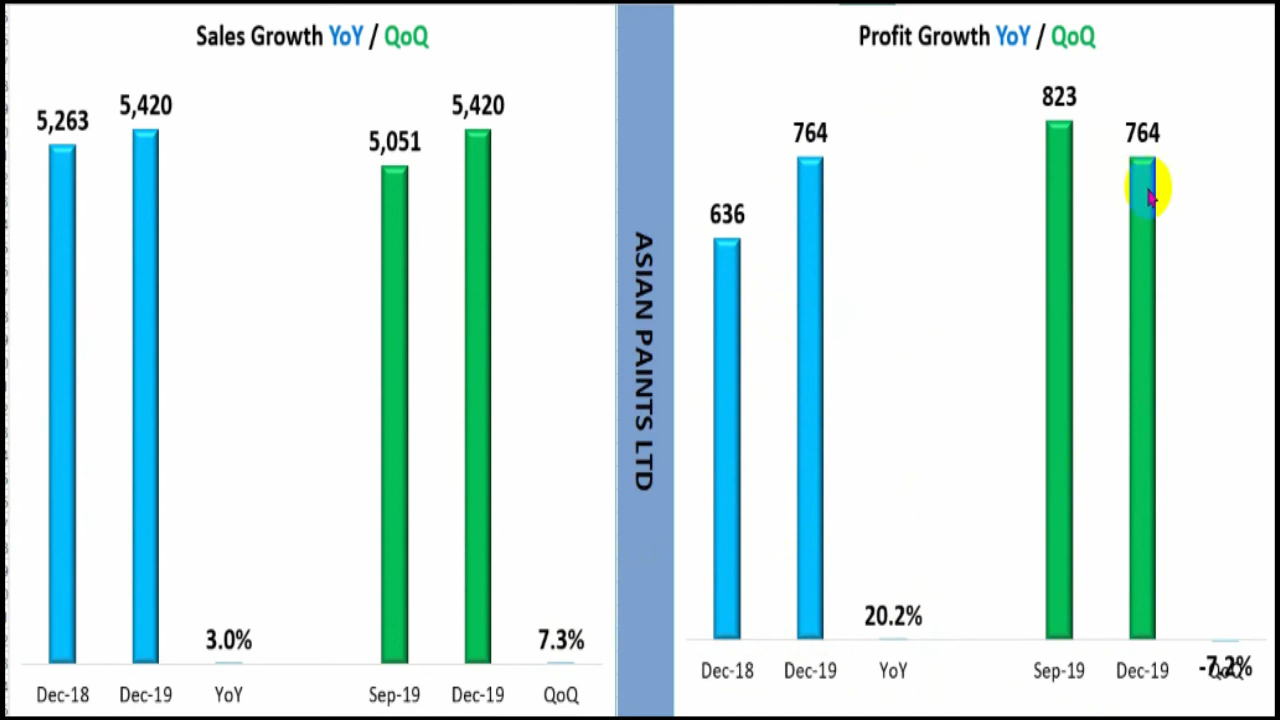 Sales Growth YoY / QoQ
5,263
5,420
5,051
5,420
3.0%
7.3%
Dec-18
Dec-19
YoY
Sep-19
Dec-19
QoQ
ASIAN PAINTS LTD
Profit Growth YoY / QoQ
636
764
823
764
20.2%
-7.2%
Dec-18
Dec-19
YoY
Sep-19
Dec-19
QoQ